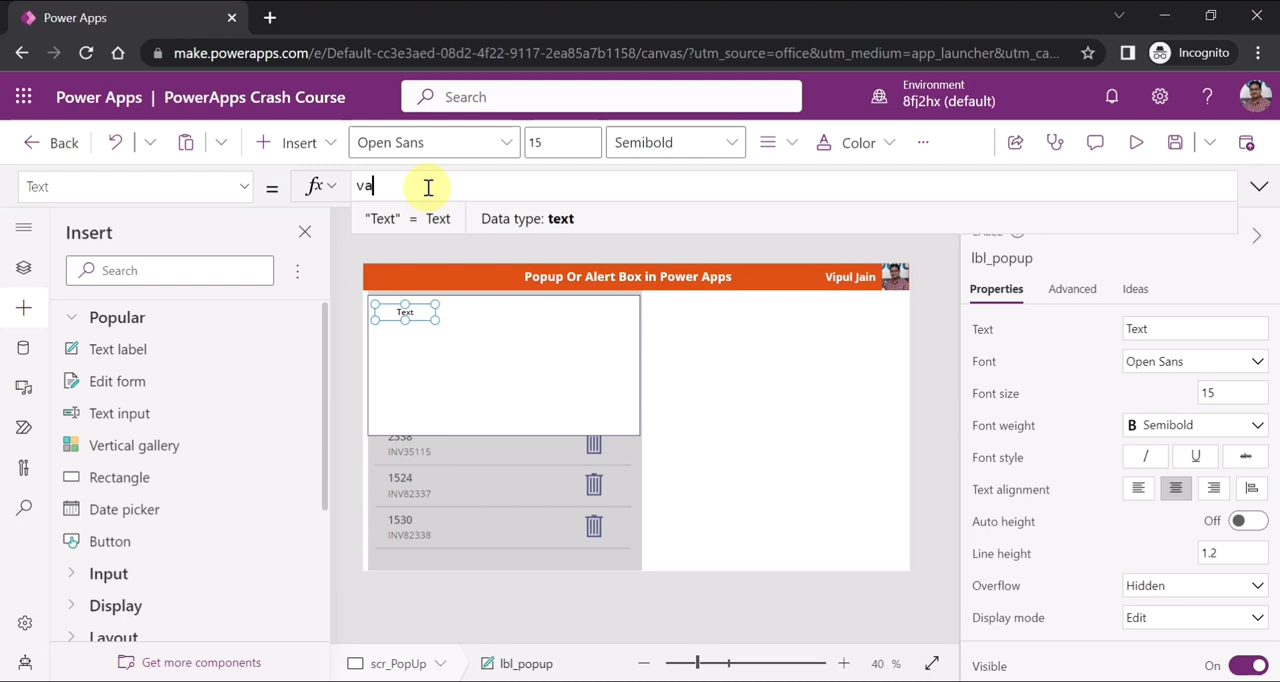 Power Apps
make.powerapps.com/e/Default-cc3e3aed-08d2-4f22-9117-2ea85a7b1158/canvas/?utm_source=office&utm_medium=app_launcher&utm_ca...
Incognito
Power Apps | PowerApps Crash Course
Search
Environment
8fj2hx (default)
Back
Insert
Open Sans
15
Semibold
Color
...
Text
=
fx
va
"Text" = Text
Data type: text
Insert
Search
Popular
Text label
Edit form
Text input
Vertical gallery
Rectangle
Date picker
Button
Input
Display
Layout
Get more components
Popup Or Alert Box in Power Apps
Vipul Jain
Text
2338
INV35115
1524
INV82337
1530
INV82338
scr_PopUp
lbl_popup
40 %
LABEL
lbl_popup
Properties
Advanced
Ideas
Text
Text
Font
Open Sans
Font size
15
Font weight
B Semibold
Font style
/ U abc
Text alignment
Auto height
Off
Line height
1.2
Overflow
Hidden
Display mode
Edit
Visible
On